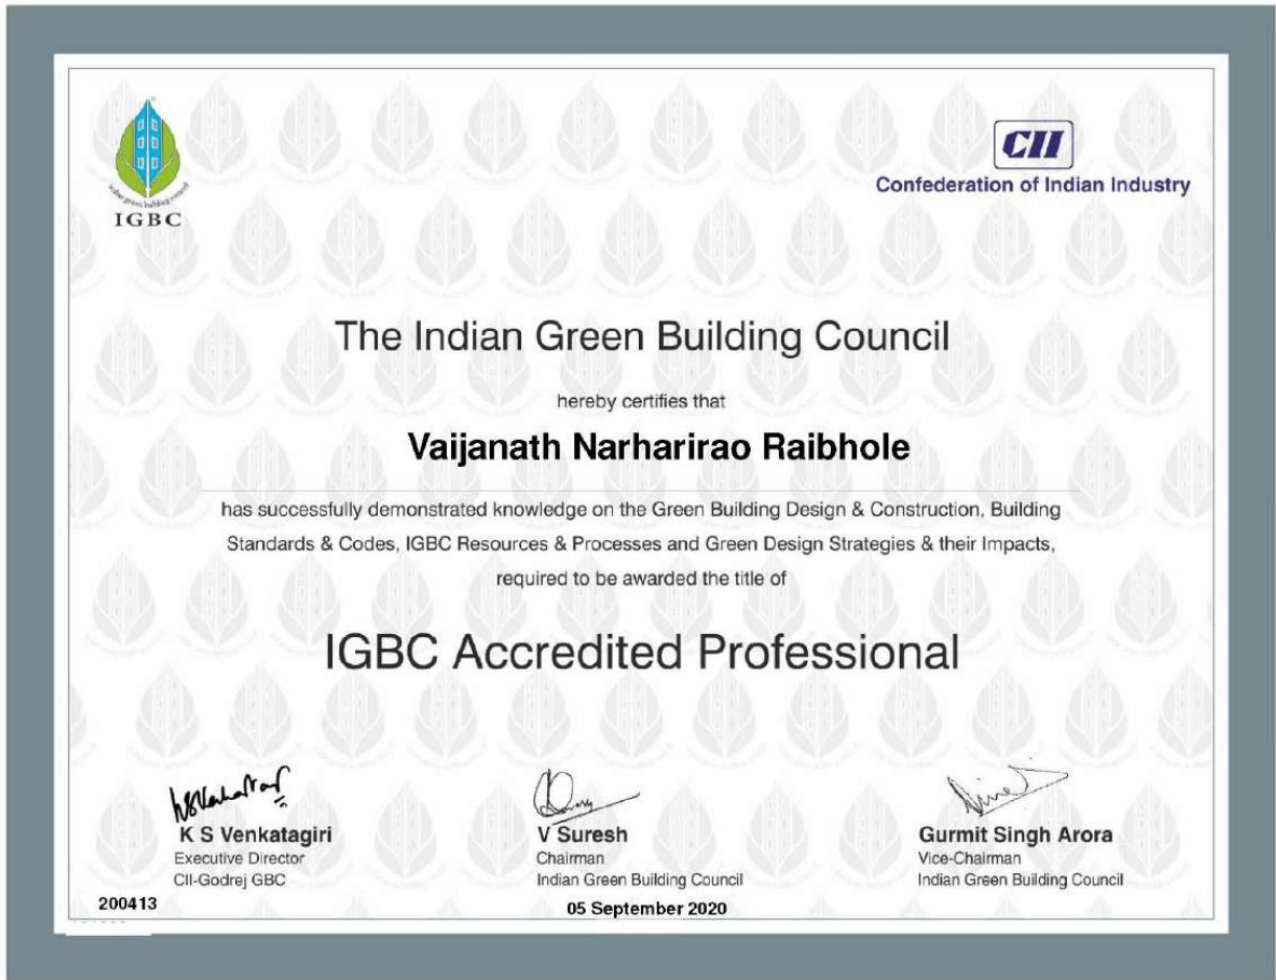 IGBC
CII
Confederation of Indian Industry
The Indian Green Building Council
hereby certifies that
Vaijanath Narharirao Raibhole
has successfully demonstrated knowledge on the Green Building Design & Construction, Building
Standards & Codes, IGBC Resources & Processes and Green Design Strategies & their Impacts,
required to be awarded the title of
IGBC Accredited Professional
K S Venkatagiri
Executive Director
CII-Godrej GBC
V Suresh
Chairman
Indian Green Building Council
Gurmit Singh Arora
Vice-Chairman
Indian Green Building Council
200413
05 September 2020